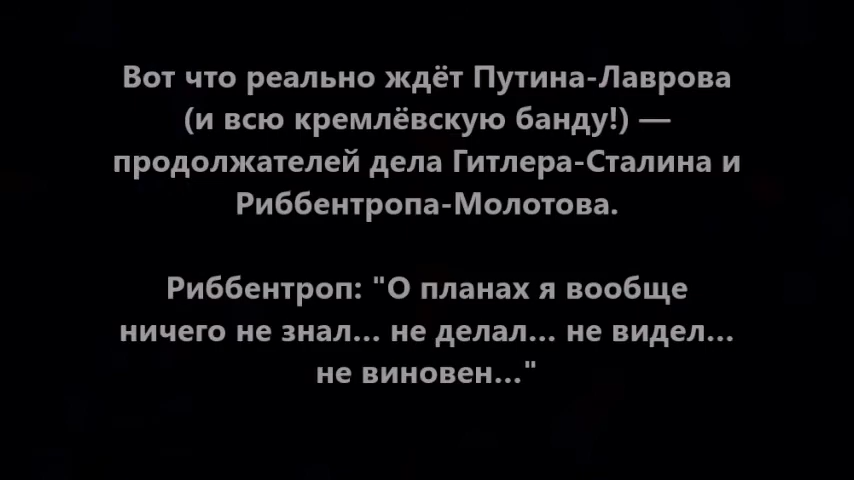 Вот что реально ждёт Путина-Лаврова
(и всю кремлёвскую банду!) —
продолжателей дела Гитлера-Сталина и
Риббентропа-Молотова.
Риббентроп: "О планах я вообще
ничего не знал... не делал... не видел...
не виновен..."